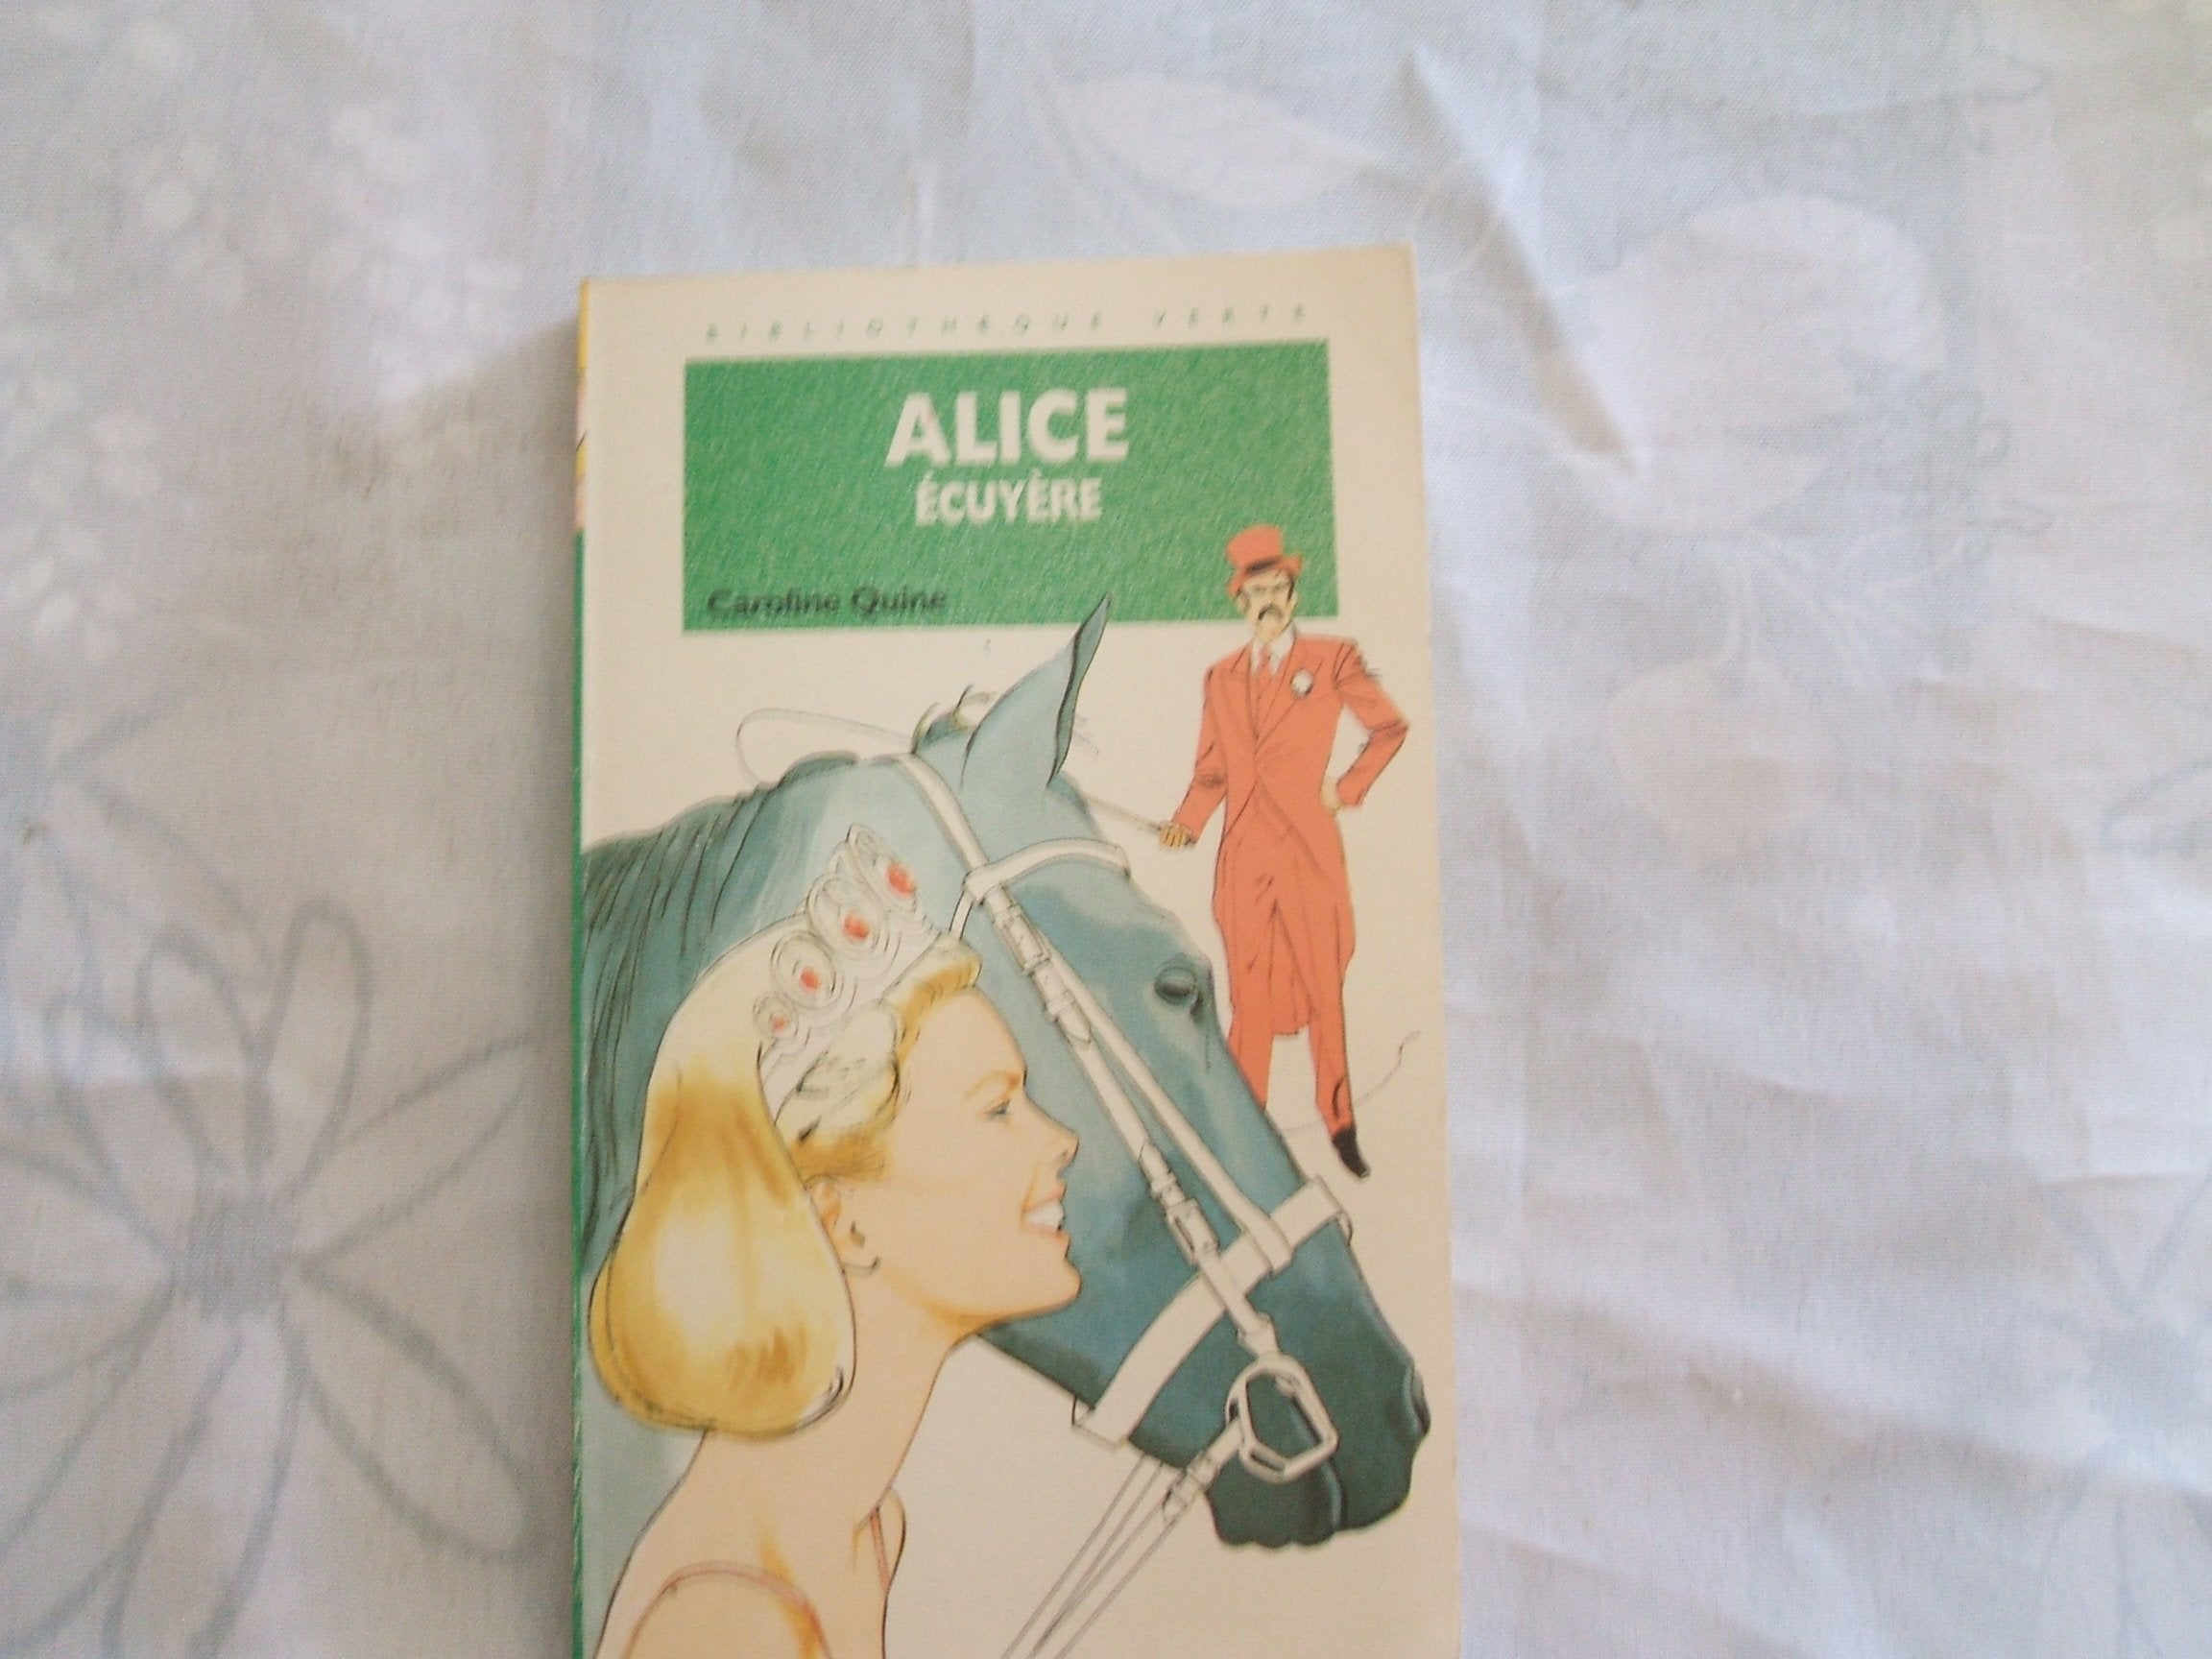 BIBLIOTHÈQUE VERTE
ALICE
ÉCUYÈRE
Caroline Quine